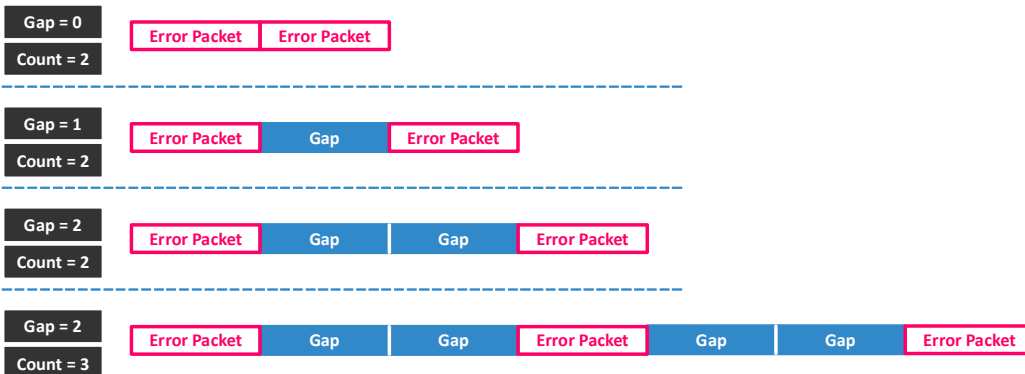 Gap = 0
Error Packet Error Packet
Count = 2
Gap = 1
Error Packet Gap Error Packet
Count = 2
Gap = 2
Error Packet Gap Gap Error Packet
Count = 2
Gap = 2
Error Packet Gap Gap Error Packet Gap Gap Error Packet
Count = 3